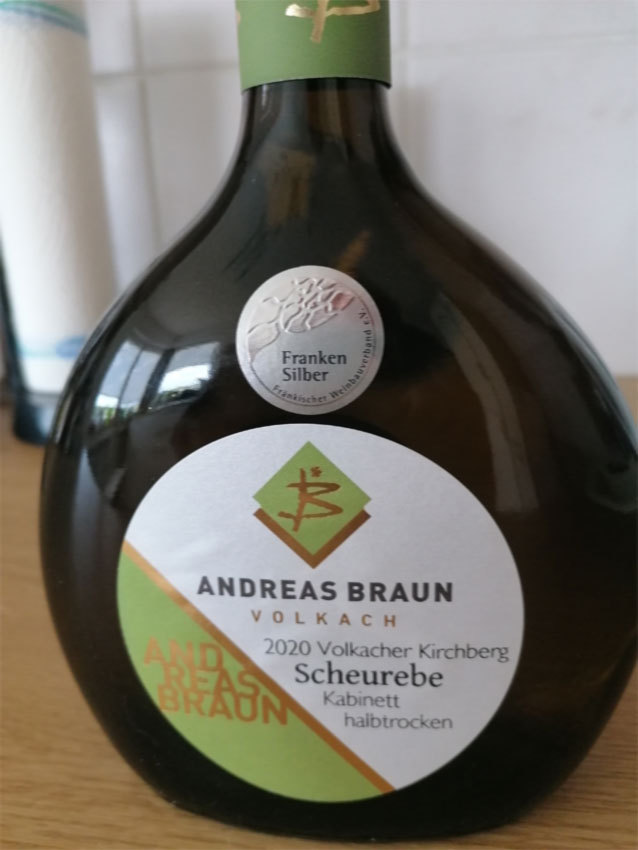 Franken
Silber
Fränkischer Weinbauverband e.V.
B
ANDREAS BRAUN
VOLKACH
2020 Volkacher Kirchberg
Scheurebe
Kabinett
halbtrocken
AND
REAS
BRAUN